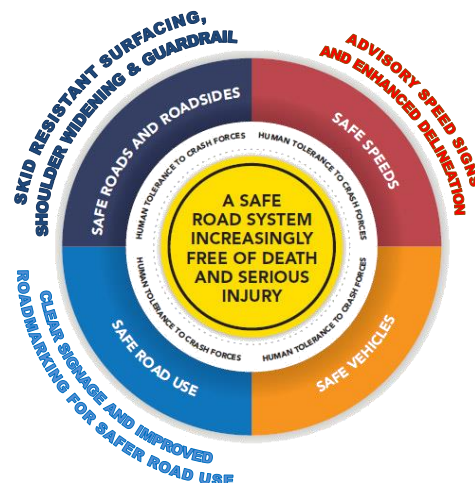 SKID RESISTANT SURFACING,
SHOULDER WIDENING & GUARDRAIL
ADVISORY SPEED SIGNS
AND ENHANCED DELINEATION
SAFE ROADS AND ROADSIDES
SAFE SPEEDS
HUMAN TOLERANCE TO CRASH FORCES
HUMAN TOLERANCE TO CRASH FORCES
A SAFE
ROAD SYSTEM
INCREASINGLY
FREE OF DEATH
AND SERIOUS
INJURY
HUMAN TOLERANCE TO CRASH FORCES
HUMAN TOLERANCE TO CRASH FORCES
SAFE ROAD USE
SAFE VEHICLES
CLEAR SIGNAGE AND IMPROVED
ROADMARKING FOR SAFER ROAD USE